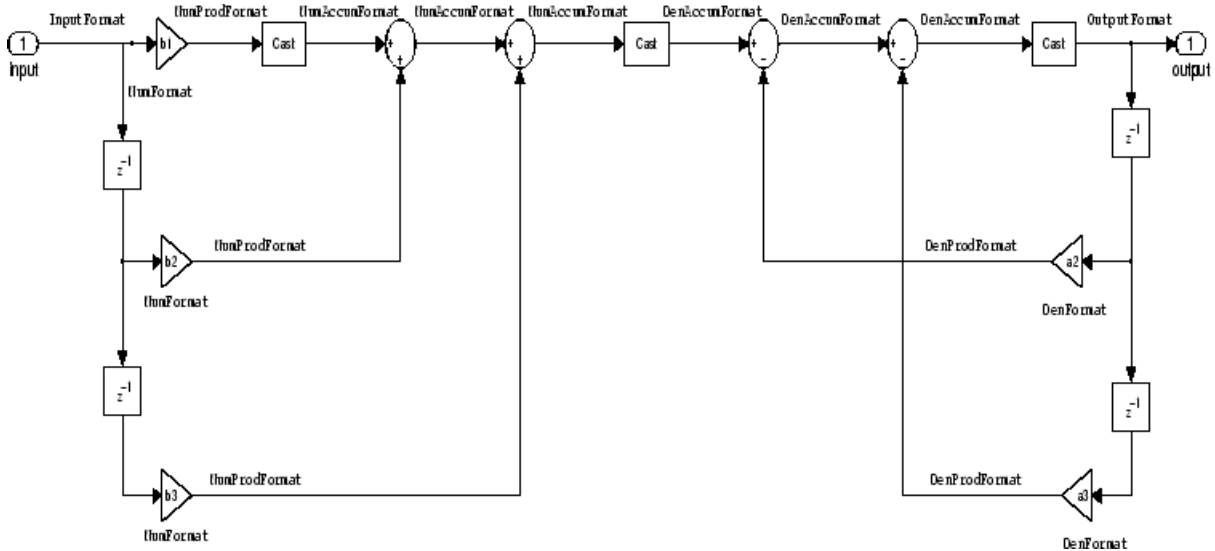 InputFormat
NumProdFormat
NumAccumFormat
NumAccumFormat
NumAccumFormat
DenAccumFormat
DenAccumFormat
DenAccumFormat
OutputFormat
1
b1
Cast
+
+
+
+
Cast
+
−
+
−
Cast
1
input
output
NumFormat
z⁻¹
z⁻¹
NumProdFormat
DenProdFormat
b2
a2
NumFormat
DenFormat
z⁻¹
z⁻¹
NumProdFormat
DenProdFormat
b3
a3
NumFormat
DenFormat